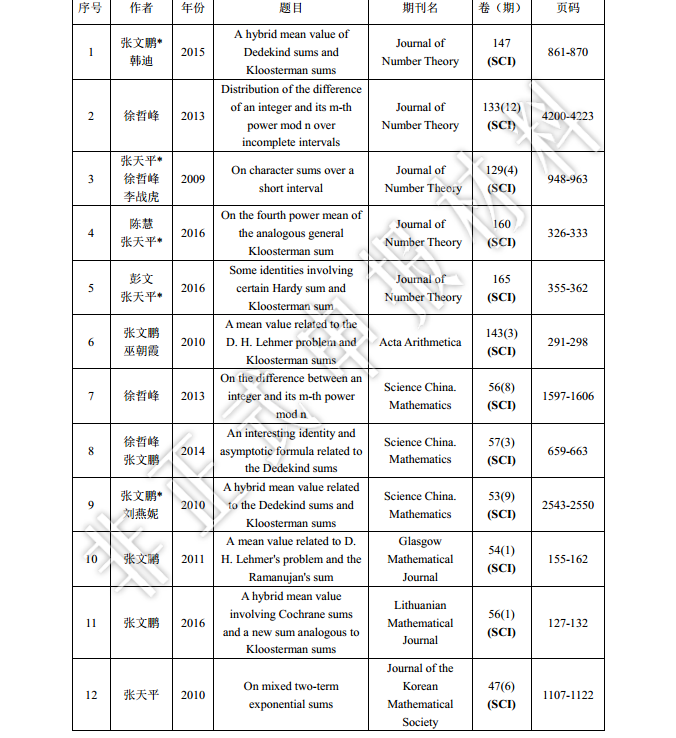 序号 作者 年份 题目 期刊名 卷（期） 页码
1 张文鹏* 韩迪 2015 A hybrid mean value of Dedekind sums and Kloosterman sums Journal of Number Theory 147 (SCI) 861-870
2 徐哲峰 2013 Distribution of the difference of an integer and its m-th power mod n over incomplete intervals Journal of Number Theory 133(12) (SCI) 4200-4223
3 张天平* 徐哲峰 李战虎 2009 On character sums over a short interval Journal of Number Theory 129(4) (SCI) 948-963
4 陈慧 张天平* 2016 On the fourth power mean of the analogous general Kloosterman sum Journal of Number Theory 160 (SCI) 326-333
5 彭文 张天平* 2016 Some identities involving certain Hardy sum and Kloosterman sum Journal of Number Theory 165 (SCI) 355-362
6 张文鹏 巫朝霞 2010 A mean value related to the D. H. Lehmer problem and Kloosterman sums Acta Arithmetica 143(3) (SCI) 291-298
7 徐哲峰 2013 On the difference between an integer and its m-th power mod n Science China. Mathematics 56(8) (SCI) 1597-1606
8 徐哲峰 张文鹏 2014 An interesting identity and asymptotic formula related to the Dedekind sums Science China. Mathematics 57(3) (SCI) 659-663
9 张文鹏* 刘燕妮 2010 A hybrid mean value related to the Dedekind sums and Kloosterman sums Science China. Mathematics 53(9) (SCI) 2543-2550
10 张文鹏 2011 A mean value related to D. H. Lehmer's problem and the Ramanujan's sum Glasgow Mathematical Journal 54(1) (SCI) 155-162
11 张文鹏 2016 A hybrid mean value involving Cochrane sums and a new sum analogous to Kloosterman sums Lithuanian Mathematical Journal 56(1) (SCI) 127-132
12 张天平 2010 On mixed two-term exponential sums Journal of the Korean Mathematical Society 47(6) (SCI) 1107-1122
非正式申报材料